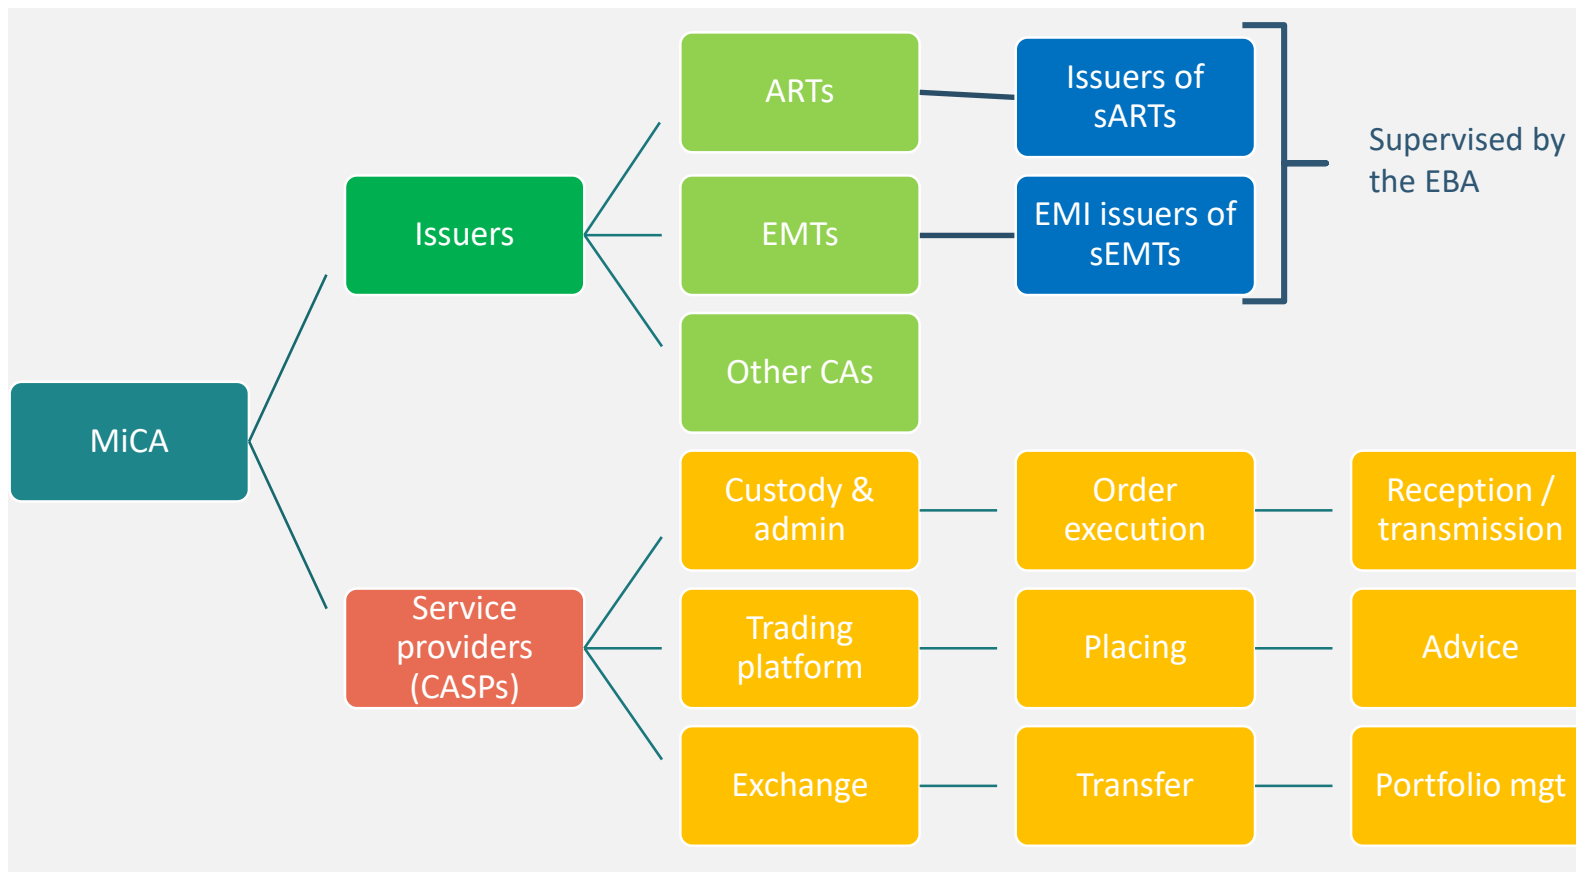 MiCA
Issuers
ARTs
Issuers of
sARTs
EMTs
EMI issuers of
sEMTs
Supervised by
the EBA
Other CAs
Service
providers
(CASPs)
Custody &
admin
Order
execution
Reception /
transmission
Trading
platform
Placing
Advice
Exchange
Transfer
Portfolio mgt